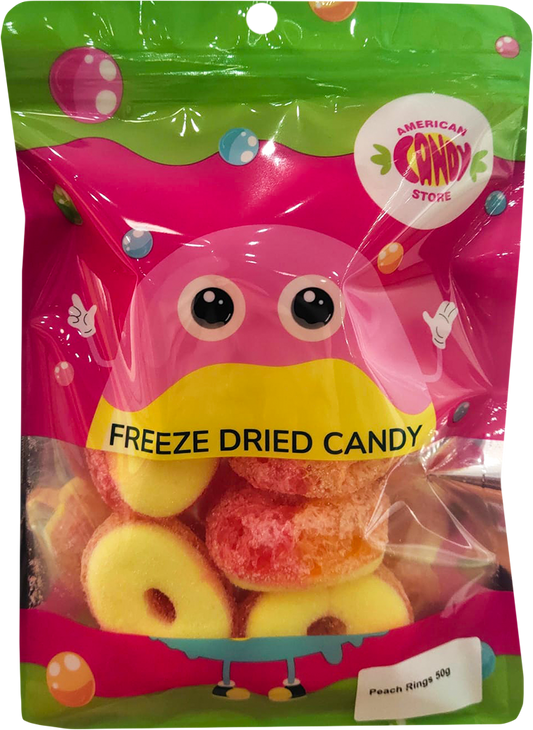 AMERICAN
CANDY
STORE
FREEZE DRIED CANDY
Peach Rings 50g